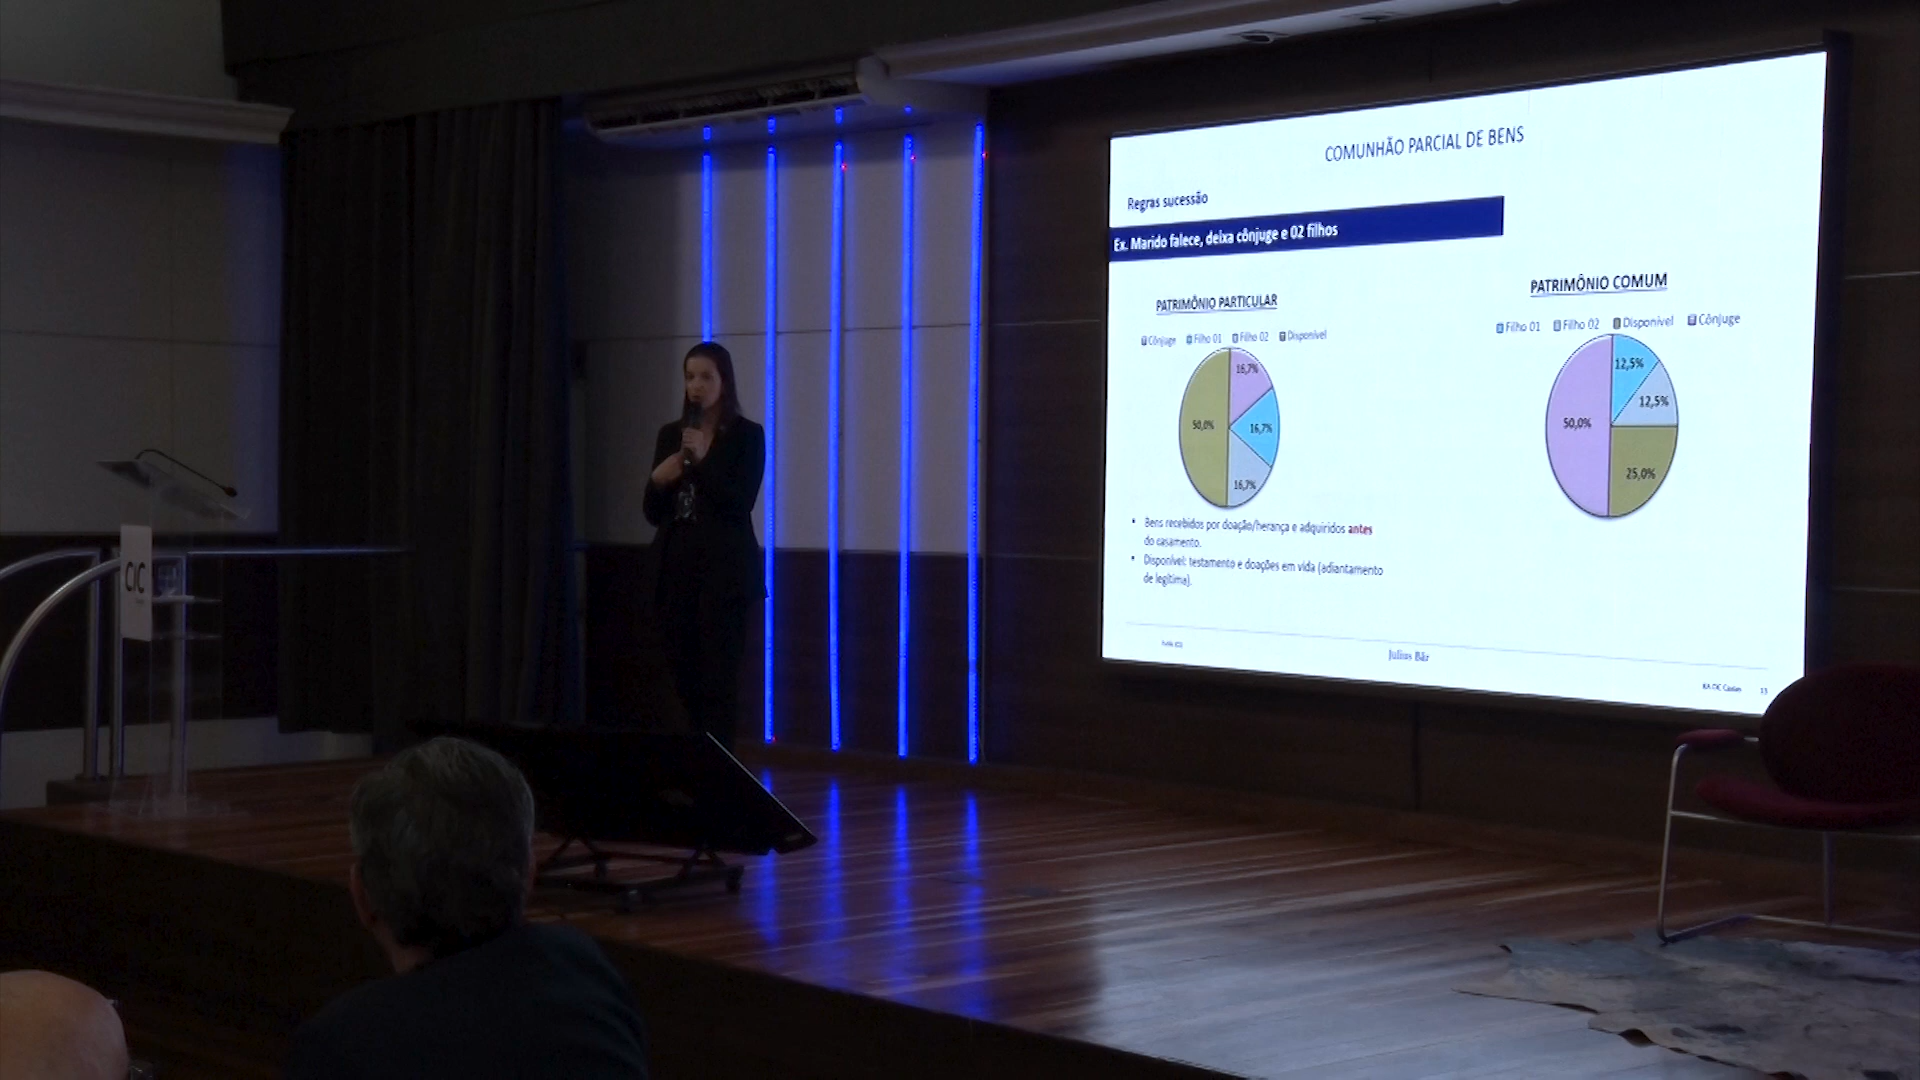 COMUNHÃO PARCIAL DE BENS
Regras sucessão
Ex. Marido falece, deixa cônjuge e 02 filhos
PATRIMÔNIO PARTICULAR
Cônjuge Filho 01 Filho 02 Disponível
16,7%
50,0%
16,7%
16,7%
Bens recebidos por doação/herança e adquiridos antes
do casamento.
Disponível: testamento e doações em vida (adiantamento
de legítima).
PATRIMÔNIO COMUM
Filho 01 Filho 02 Disponível Cônjuge
12,5%
12,5%
50,0%
25,0%
Julius Bär
13
CIC